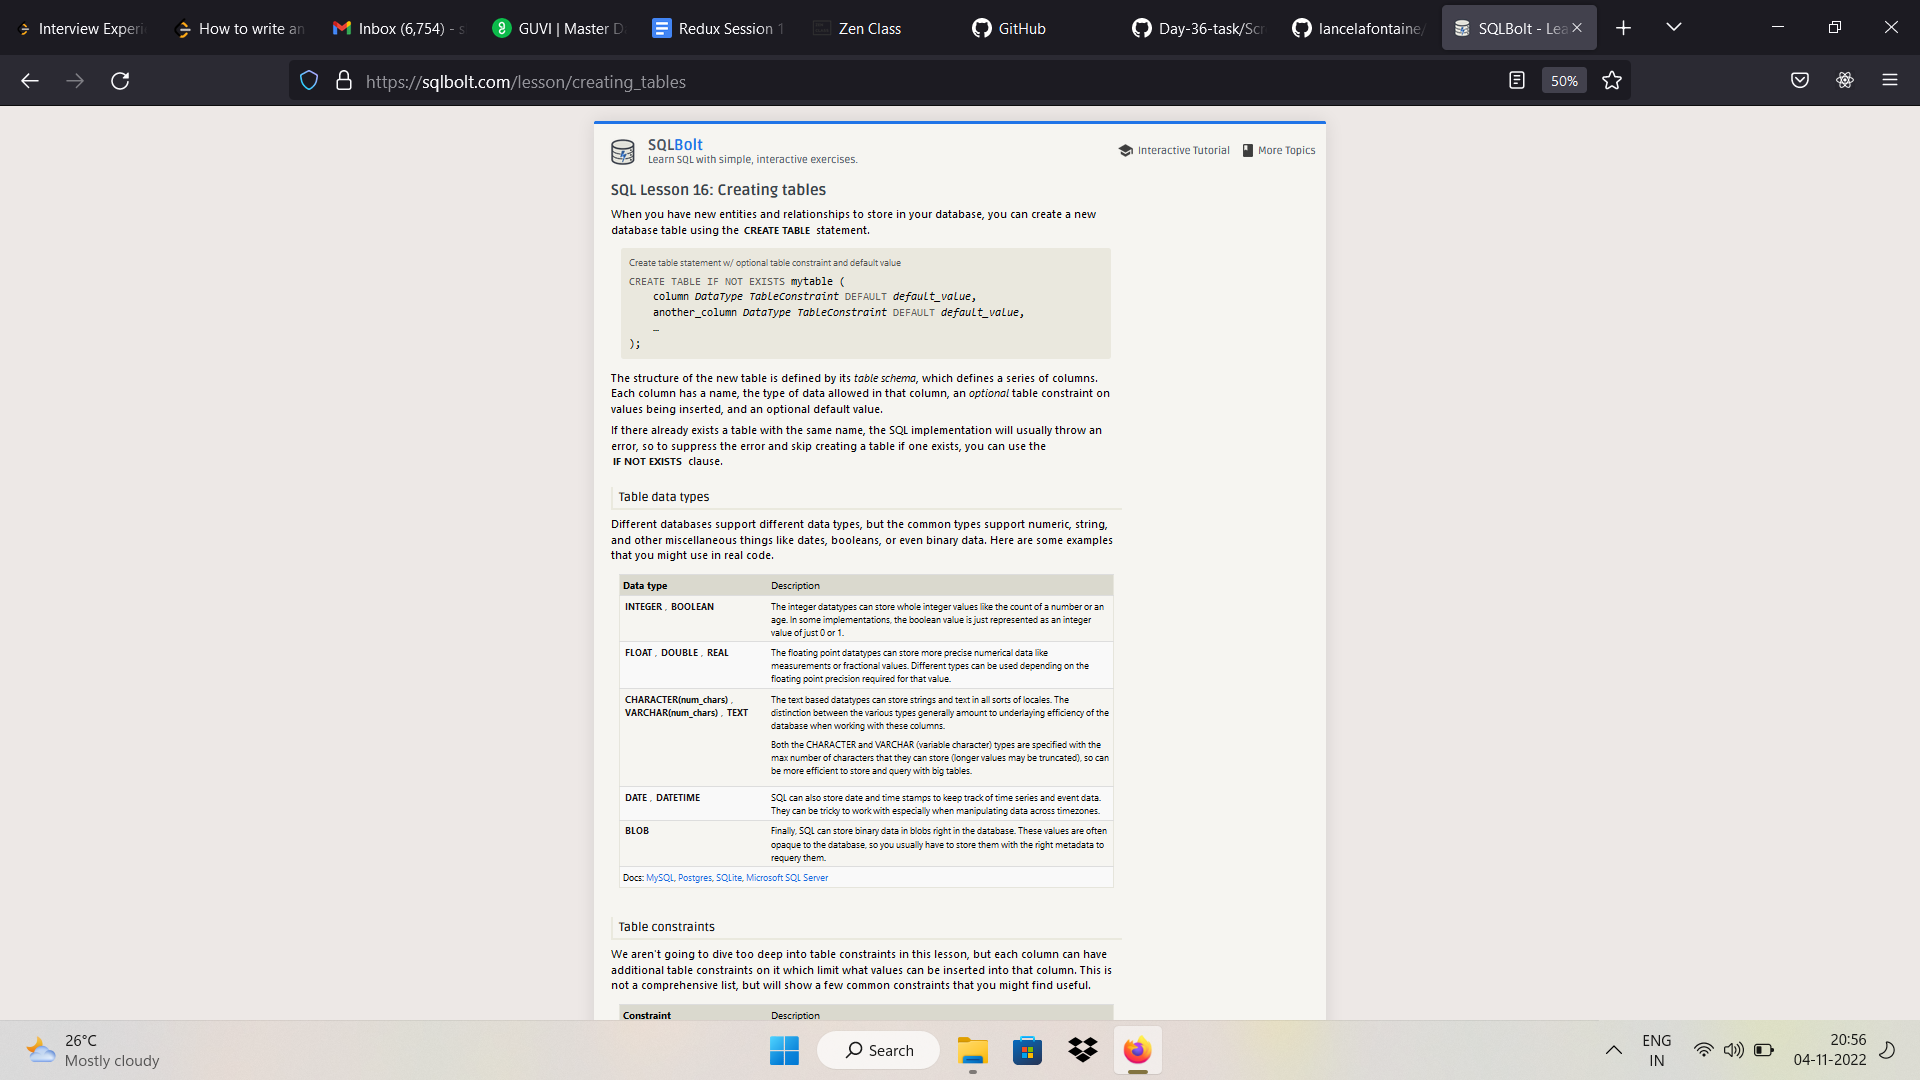 Interview Experi
How to write an
Inbox (6,754) - s
GUVI | Master D
Redux Session 1
Zen Class
GitHub
Day-36-task/Scr
lancelafontaine/
SQLBolt - Lea
https://sqlbolt.com/lesson/creating_tables
50%
SQLBolt
Learn SQL with simple, interactive exercises.
Interactive Tutorial
More Topics
SQL Lesson 16: Creating tables
When you have new entities and relationships to store in your database, you can create a new
database table using the CREATE TABLE statement.
Create table statement w/ optional table constraint and default value
CREATE TABLE IF NOT EXISTS mytable (
column DataType TableConstraint DEFAULT default_value,
another_column DataType TableConstraint DEFAULT default_value,
…
);
The structure of the new table is defined by its table schema, which defines a series of columns.
Each column has a name, the type of data allowed in that column, an optional table constraint on
values being inserted, and an optional default value.
If there already exists a table with the same name, the SQL implementation will usually throw an
error, so to suppress the error and skip creating a table if one exists, you can use the
IF NOT EXISTS clause.
Table data types
Different databases support different data types, but the common types support numeric, string,
and other miscellaneous things like dates, booleans, or even binary data. Here are some examples
that you might use in real code.
Data type Description
INTEGER, BOOLEAN The integer datatypes can store whole integer values like the count of a number or an
age. In some implementations, the boolean value is just represented as an integer
value of just 0 or 1.
FLOAT, DOUBLE, REAL The floating point datatypes can store more precise numerical data like
measurements or fractional values. Different types can be used depending on the
floating point precision required for that value.
CHARACTER(num_chars), The text based datatypes can store strings and text in all sorts of locales. The
VARCHAR(num_chars), TEXT distinction between the various types generally amount to underlaying efficiency of the
database when working with these columns.
Both the CHARACTER and VARCHAR (variable character) types are specified with the
max number of characters that they can store (longer values may be truncated), so can
be more efficient to store and query with big tables.
DATE, DATETIME SQL can also store date and time stamps to keep track of time series and event data.
They can be tricky to work with especially when manipulating data across timezones.
BLOB Finally, SQL can store binary data in blobs right in the database. These values are often
opaque to the database, so you usually have to store them with the right metadata to
requery them.
Docs: MySQL, Postgres, SQLite, Microsoft SQL Server
Table constraints
We aren't going to dive too deep into table constraints in this lesson, but each column can have
additional table constraints on it which limit what values can be inserted into that column. This is
not a comprehensive list, but will show a few common constraints that you might find useful.
Constraint Description
26°C
Mostly cloudy
Search
ENG
IN
20:56
04-11-2022